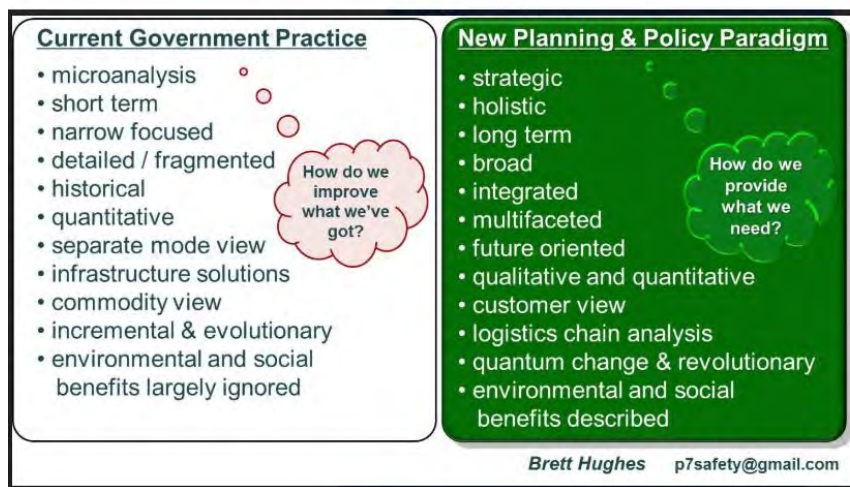 Current Government Practice
• microanalysis
• short term
• narrow focused
• detailed / fragmented
• historical
• quantitative
• separate mode view
• infrastructure solutions
• commodity view
• incremental & evolutionary
• environmental and social
benefits largely ignored
How do we
improve
what we've
got?
New Planning & Policy Paradigm
• strategic
• holistic
• long term
• broad
• integrated
• multifaceted
• future oriented
• qualitative and quantitative
• customer view
• logistics chain analysis
• quantum change & revolutionary
• environmental and social
benefits described
How do we
provide
what we
need?
Brett Hughes p7safety@gmail.com